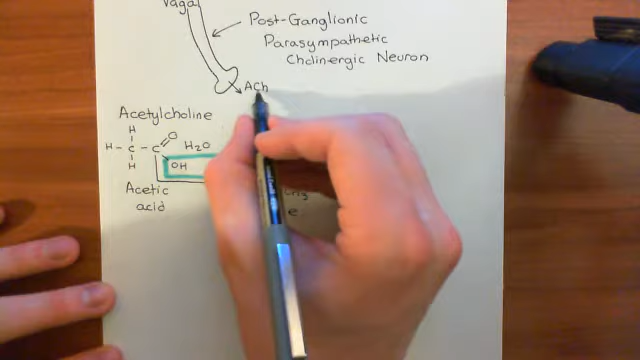 Vagal
Post-Ganglionic
Parasympathetic
Cholinergic Neuron
ACh
Acetylcholine
H
H - C - C O
H
H2O
OH
Acetic
acid